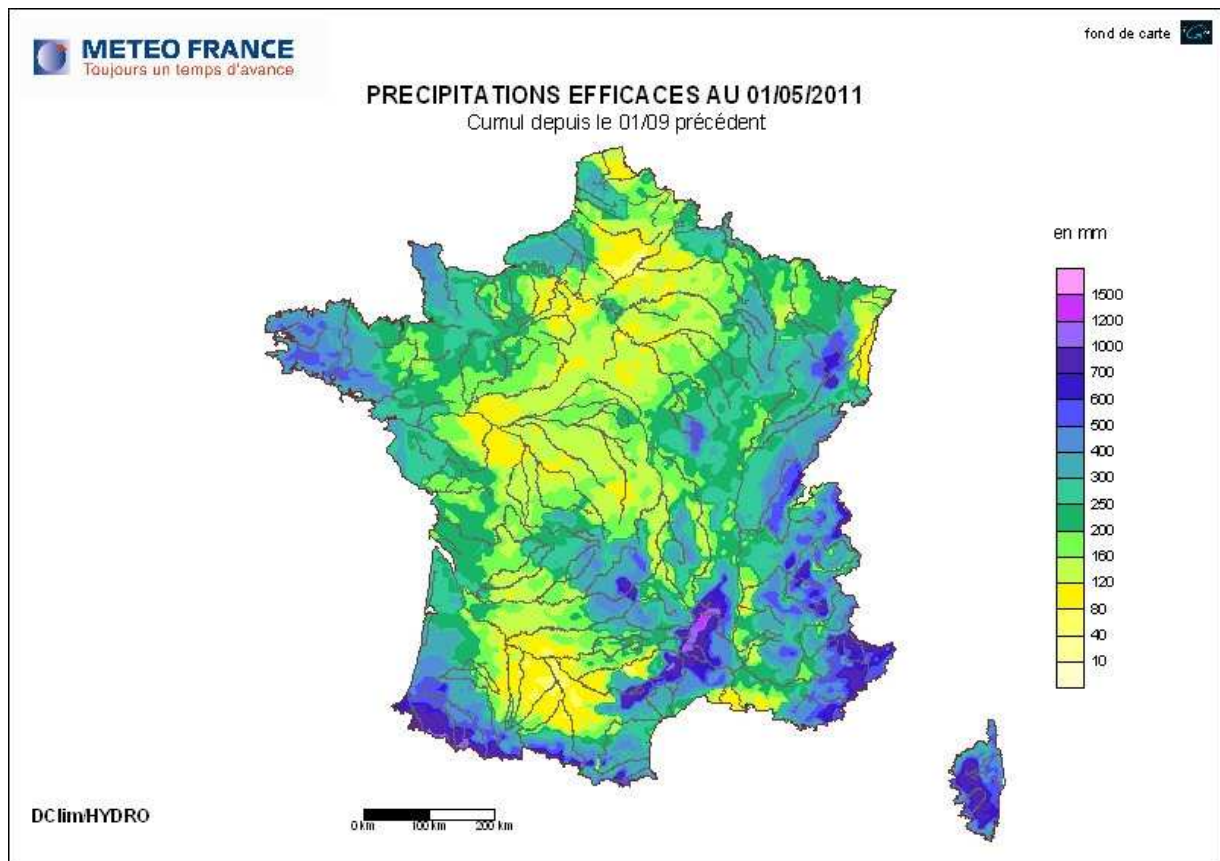 METEO FRANCE
Toujours un temps d'avance
fond de carte
PRECIPITATIONS EFFICACES AU 01/05/2011
Cumul depuis le 01/09 précédent
en mm
1500
1200
1000
700
600
500
400
300
250
200
160
120
80
40
10
DClim/HYDRO
0 km 100 km 200 km